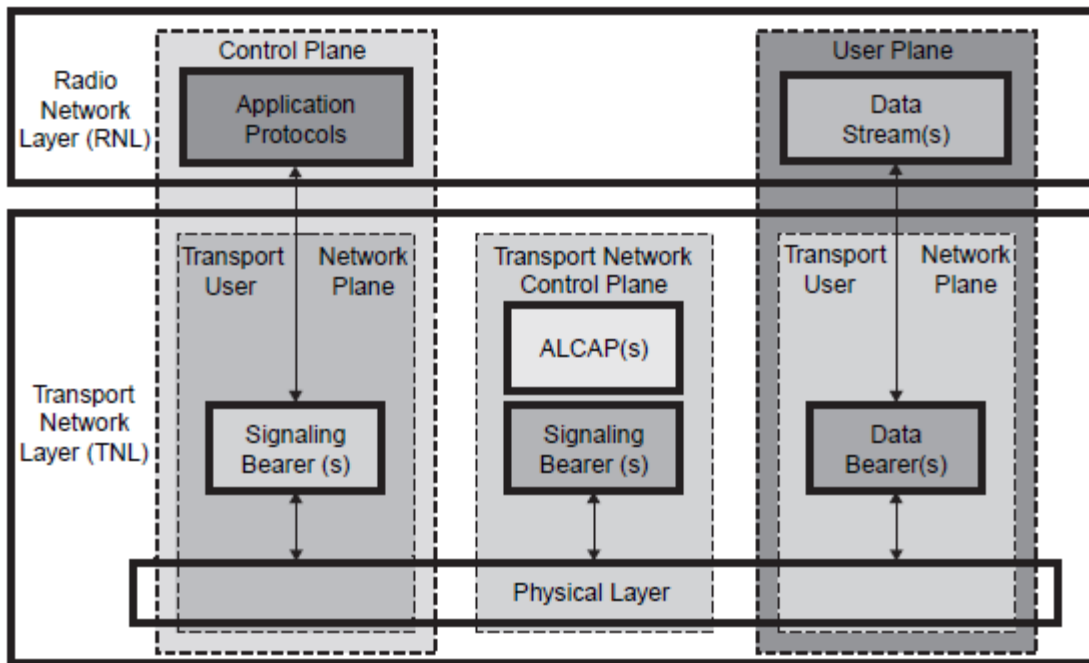 Control Plane
User Plane
Radio
Network
Layer (RNL)
Application
Protocols
Data
Stream(s)
Transport Network
User Plane
Transport Network
Control Plane
Transport Network
User Plane
ALCAP(s)
Transport
Network
Layer (TNL)
Signaling
Bearer (s)
Signaling
Bearer (s)
Data
Bearer(s)
Physical Layer